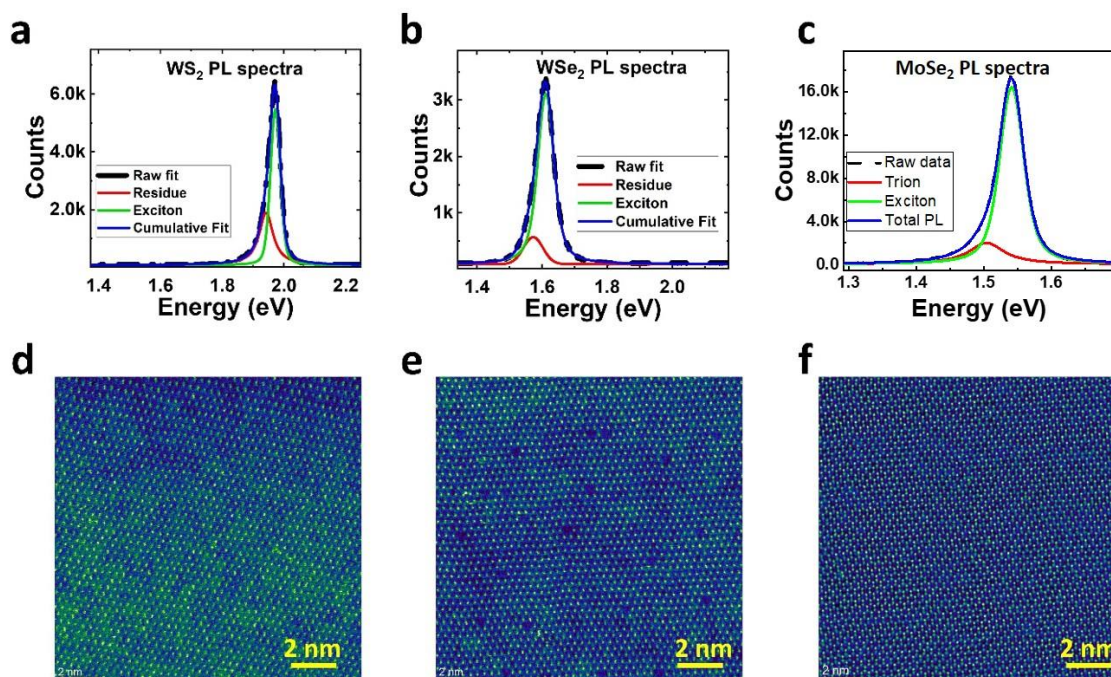 a
WS₂ PL spectra
Counts
6.0k
4.0k
2.0k
Raw fit
Residue
Exciton
Cumulative Fit
1.4 1.6 1.8 2.0 2.2
Energy (eV)
b
WSe₂ PL spectra
Counts
3k
2k
1k
Raw fit
Residue
Exciton
Cumulative Fit
1.4 1.6 1.8 2.0
Energy (eV)
c
MoSe₂ PL spectra
Counts
16.0k
12.0k
8.0k
4.0k
0.0
Raw data
Trion
Exciton
Total PL
1.3 1.4 1.5 1.6
Energy (eV)
d
2 nm
2 nm
e
2 nm
2 nm
f
2 nm
2 nm